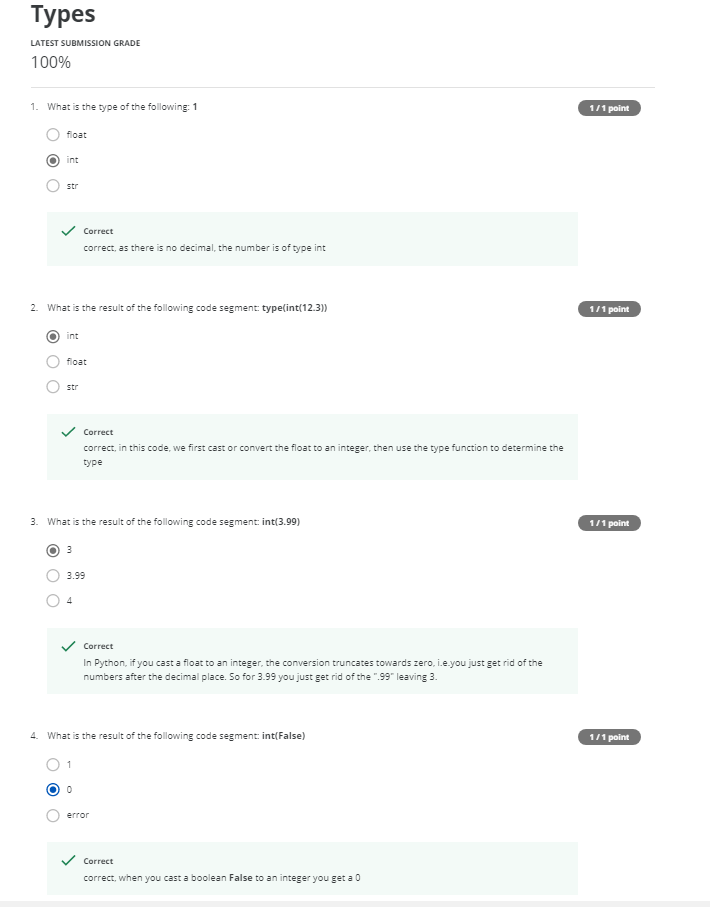 Types
LATEST SUBMISSION GRADE
100%
1. What is the type of the following: 1
1 / 1 point
float
int
str
Correct
correct, as there is no decimal, the number is of type int
2. What is the result of the following code segment: type(int(12.3))
1 / 1 point
int
float
str
Correct
correct, in this code, we first cast or convert the float to an integer, then use the type function to determine the
type
3. What is the result of the following code segment: int(3.99)
1 / 1 point
3
3.99
4
Correct
In Python, if you cast a float to an integer, the conversion truncates towards zero, i.e.you just get rid of the
numbers after the decimal place. So for 3.99 you just get rid of the ".99" leaving 3.
4. What is the result of the following code segment: int(False)
1 / 1 point
1
0
error
Correct
correct, when you cast a boolean False to an integer you get a 0